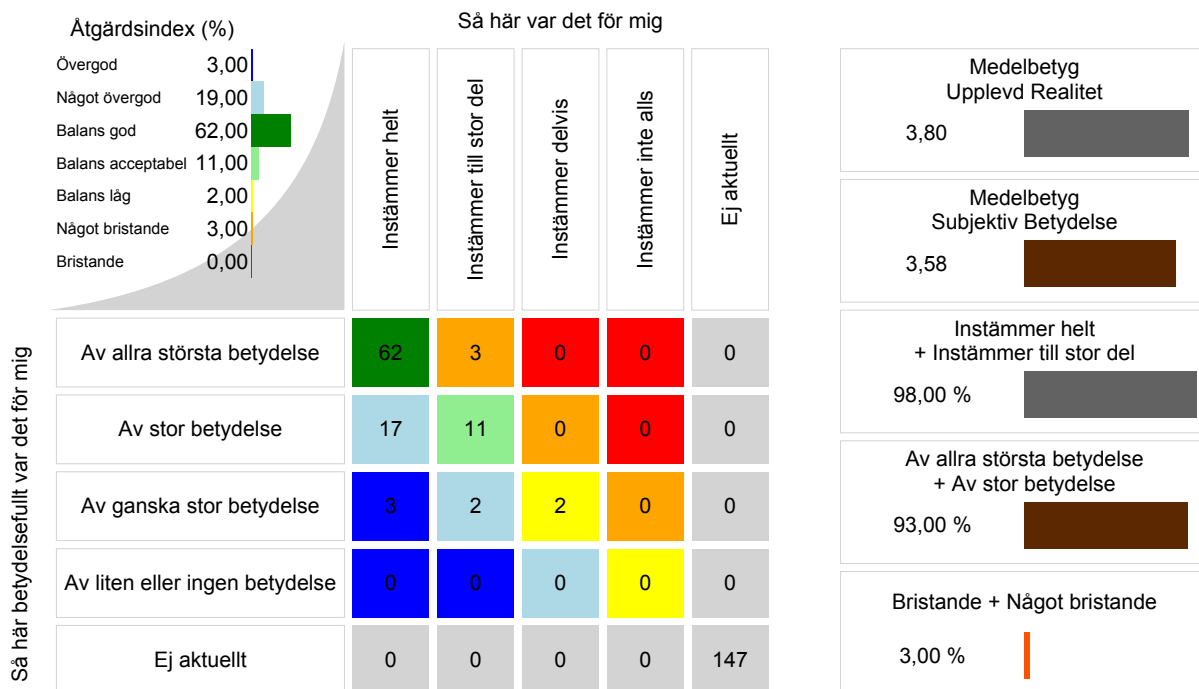 Åtgärdsindex (%)
Övergod 3,00
Något övergod 19,00
Balans god 62,00
Balans acceptabel 11,00
Balans låg 2,00
Något bristande 3,00
Bristande 0,00
Så här var det för mig
Instämmer helt
Instämmer till stor del
Instämmer delvis
Instämmer inte alls
Ej aktuellt
Så här betydelsefullt var det för mig
Av allra största betydelse 62 3 0 0 0
Av stor betydelse 17 11 0 0 0
Av ganska stor betydelse 3 2 2 0 0
Av liten eller ingen betydelse 0 0 0 0 0
Ej aktuellt 0 0 0 0 147
Medelbetyg
Upplevd Realitet
3,80
Medelbetyg
Subjektiv Betydelse
3,58
Instämmer helt
+ Instämmer till stor del
98,00 %
Av allra största betydelse
+ Av stor betydelse
93,00 %
Bristande + Något bristande
3,00 %